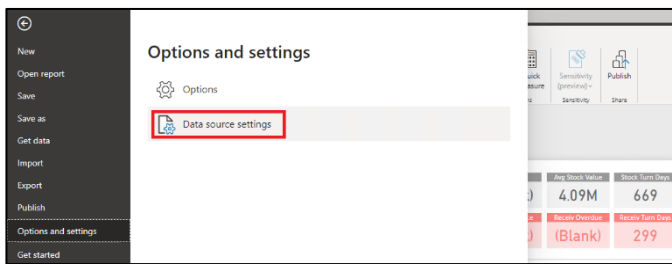 New
Open report
Save
Save as
Get data
Import
Export
Publish
Options and settings
Get started
Options and settings
Options
Data source settings
Sensitivity
(preview)
Publish
Sensitivity
Share
Avg Stock Value
Stock Turn Days
4.09M
669
Receiv Overdue
Receiv Turn Days
(Blank)
299